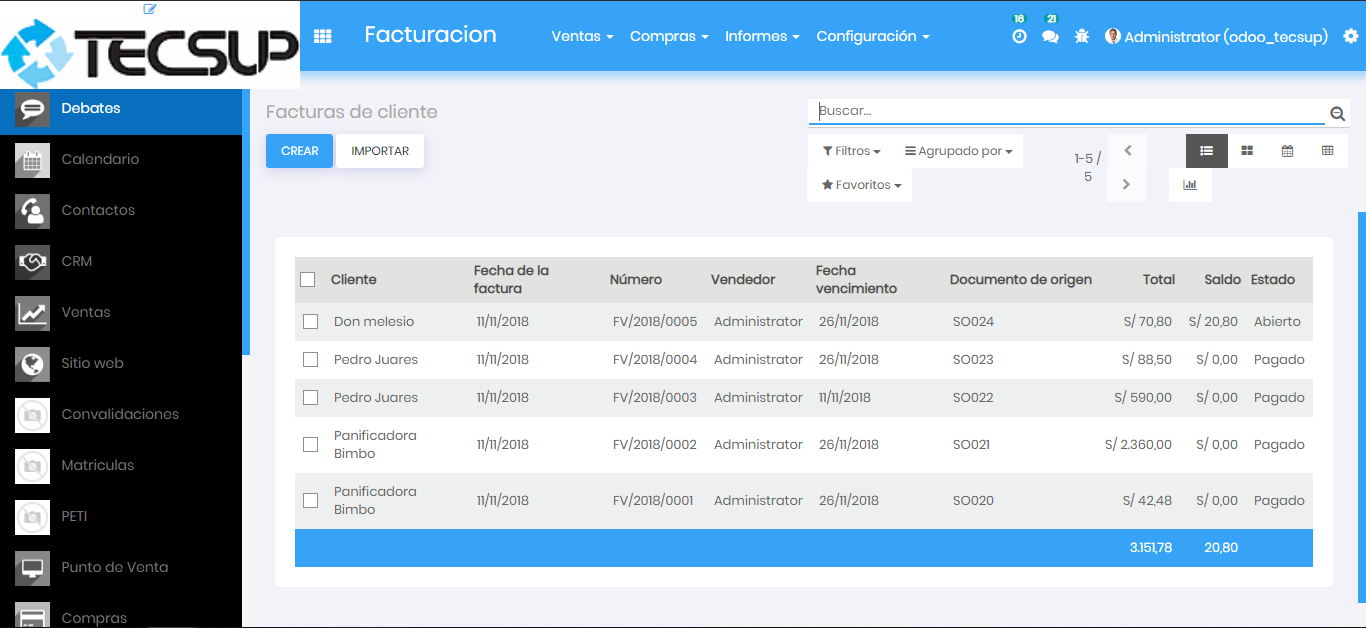 TECSUP
Facturacion
Ventas
Compras
Informes
Configuración
16
21
Administrator (odoo_tecsup)
Debates
Calendario
Contactos
CRM
Ventas
Sitio web
Convalidaciones
Matriculas
PETI
Punto de Venta
Compras
Facturas de cliente
Buscar...
CREAR
IMPORTAR
Filtros
Agrupado por
Favoritos
1-5 /
5
Cliente
Fecha de la
factura
Número
Vendedor
Fecha
vencimiento
Documento de origen
Total
Saldo
Estado
Don melesio 11/11/2018 FV/2018/0005 Administrator 26/11/2018 SO024 S/ 70,80 S/ 20,80 Abierto
Pedro Juares 11/11/2018 FV/2018/0004 Administrator 26/11/2018 SO023 S/ 88,50 S/ 0,00 Pagado
Pedro Juares 11/11/2018 FV/2018/0003 Administrator 11/11/2018 SO022 S/ 590,00 S/ 0,00 Pagado
Panificadora
Bimbo
11/11/2018 FV/2018/0002 Administrator 26/11/2018 SO021 S/ 2.360,00 S/ 0,00 Pagado
Panificadora
Bimbo
11/11/2018 FV/2018/0001 Administrator 26/11/2018 SO020 S/ 42,48 S/ 0,00 Pagado
3.151,78 20,80